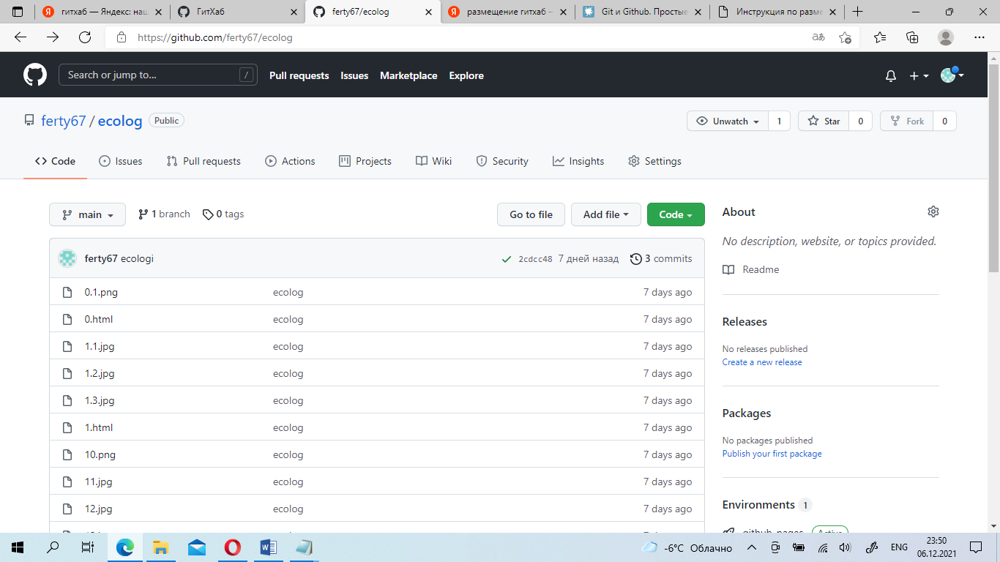 гитхаб — Яндекс: наш
ГитХаб
ferty67/ecolog
размещение гитхаб —
Git и Github. Простые
Инструкция по разме
https://github.com/ferty67/ecolog
аあ
Search or jump to... /
Pull requests Issues Marketplace Explore
ferty67 / ecolog Public
Unwatch 1 Star 0 Fork 0
Code Issues Pull requests Actions Projects Wiki Security Insights Settings
main 1 branch 0 tags Go to file Add file Code
ferty67 ecologi 2cdcc48 7 дней назад 3 commits
0.1.png ecolog 7 days ago
0.html ecolog 7 days ago
1.1.jpg ecolog 7 days ago
1.2.jpg ecolog 7 days ago
1.3.jpg ecolog 7 days ago
1.html ecolog 7 days ago
10.png ecolog 7 days ago
11.jpg ecolog 7 days ago
12.jpg ecolog 7 days ago
About
No description, website, or topics provided.
Readme
Releases
No releases published
Create a new release
Packages
No packages published
Publish your first package
Environments 1
github-pages Active
-6°C Облачно
ENG
23:50
06.12.2021